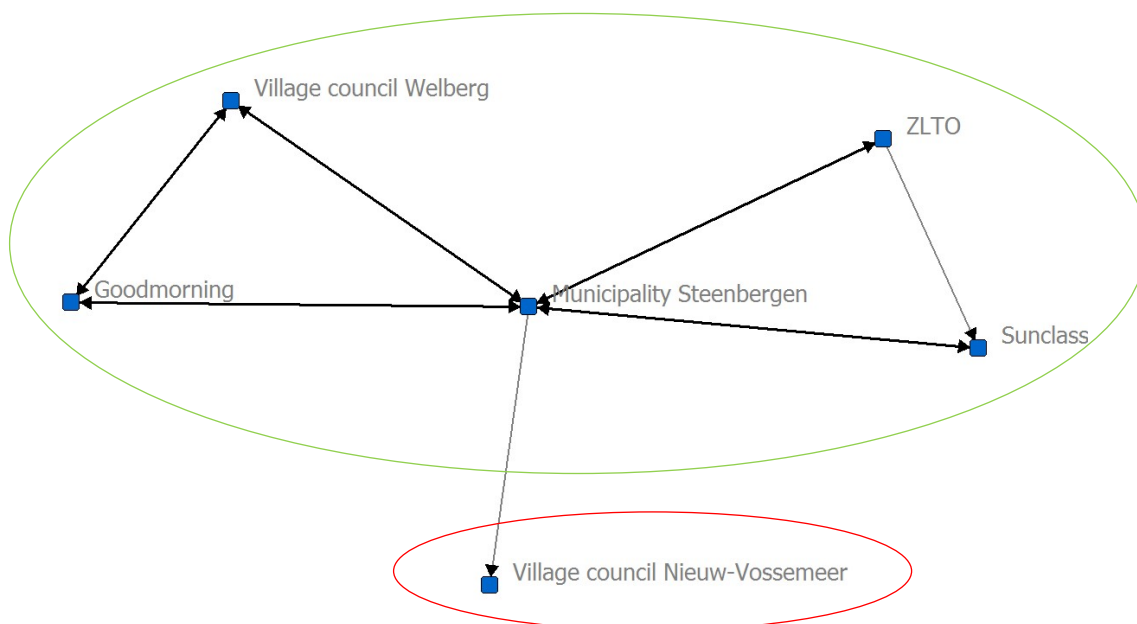 Village council Welberg
ZLTO
Goodmorning
Municipality Steenbergen
Sunclass
Village council Nieuw-Vossemeer